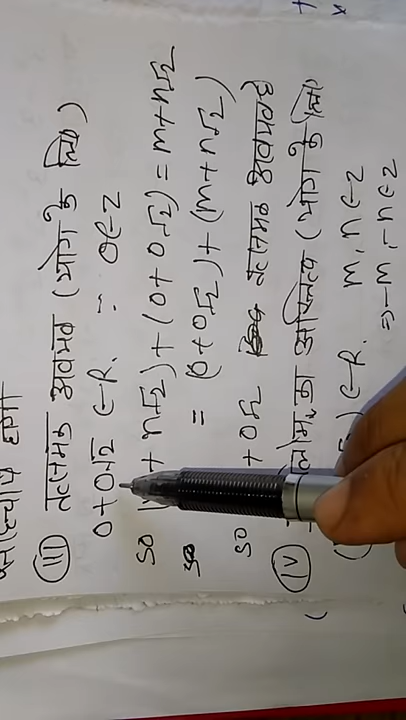 (III) तत्समक अवयव (योग के लिए)
0+0√2 ∈ R. ∵ 0∈Z
so + n√2) + (0+0√2) = m+n√2
= (0+0√2) + (m+n√2)
so +0√2 तत्समक अवयव है
(IV) का अस्तित्व (योग के लिए)
) ∈ R. m, n ∈ Z
⇒ -m, -n ∈ Z